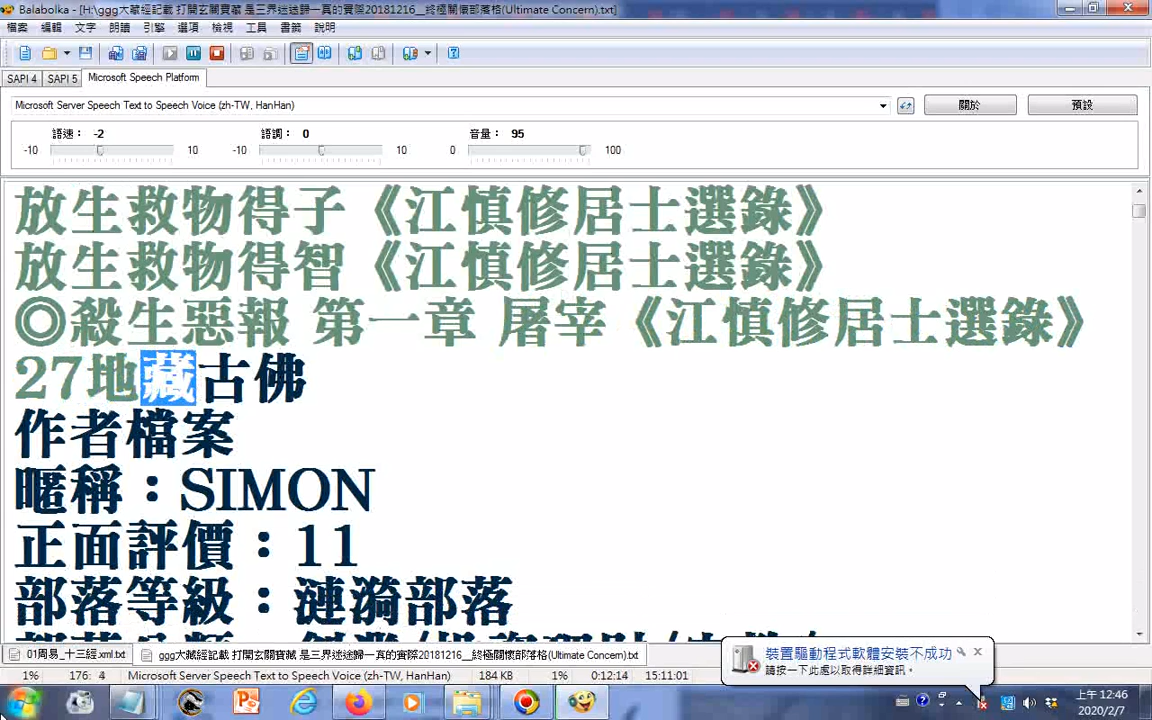 Balabolka - [H:\ggg大藏經記載 打開玄關寶藏 是三界迷途歸一真的實際20181216__終極關懷部落格(Ultimate Concern).txt]
檔案 編輯 文字 朗讀 引擎 選項 檢視 工具 書籤 說明
SAPI 4 SAPI 5 Microsoft Speech Platform
Microsoft Server Speech Text to Speech Voice (zh-TW, HanHan) 關於 預設
語速： -2 語調： 0 音量： 95
-10 10 -10 10 0 100
放生救物得子《江慎修居士選錄》
放生救物得智《江慎修居士選錄》
◎殺生惡報 第一章 屠宰《江慎修居士選錄》
27地藏古佛
作者檔案
暱稱：SIMON
正面評價：11
部落等級：漣漪部落
裝置驅動程式軟體安裝不成功
請按一下此處以取得詳細資訊。
01周易_十三經.xml.txt ggg大藏經記載 打開玄關寶藏 是三界迷途歸一真的實際20181216__終極關懷部落格(Ultimate Concern).txt
1% 176: 4 Microsoft Server Speech Text to Speech Voice (zh-TW, HanHan) 184 KB 1% 0:12:14 15:11:01
上午 12:46
2020/2/7